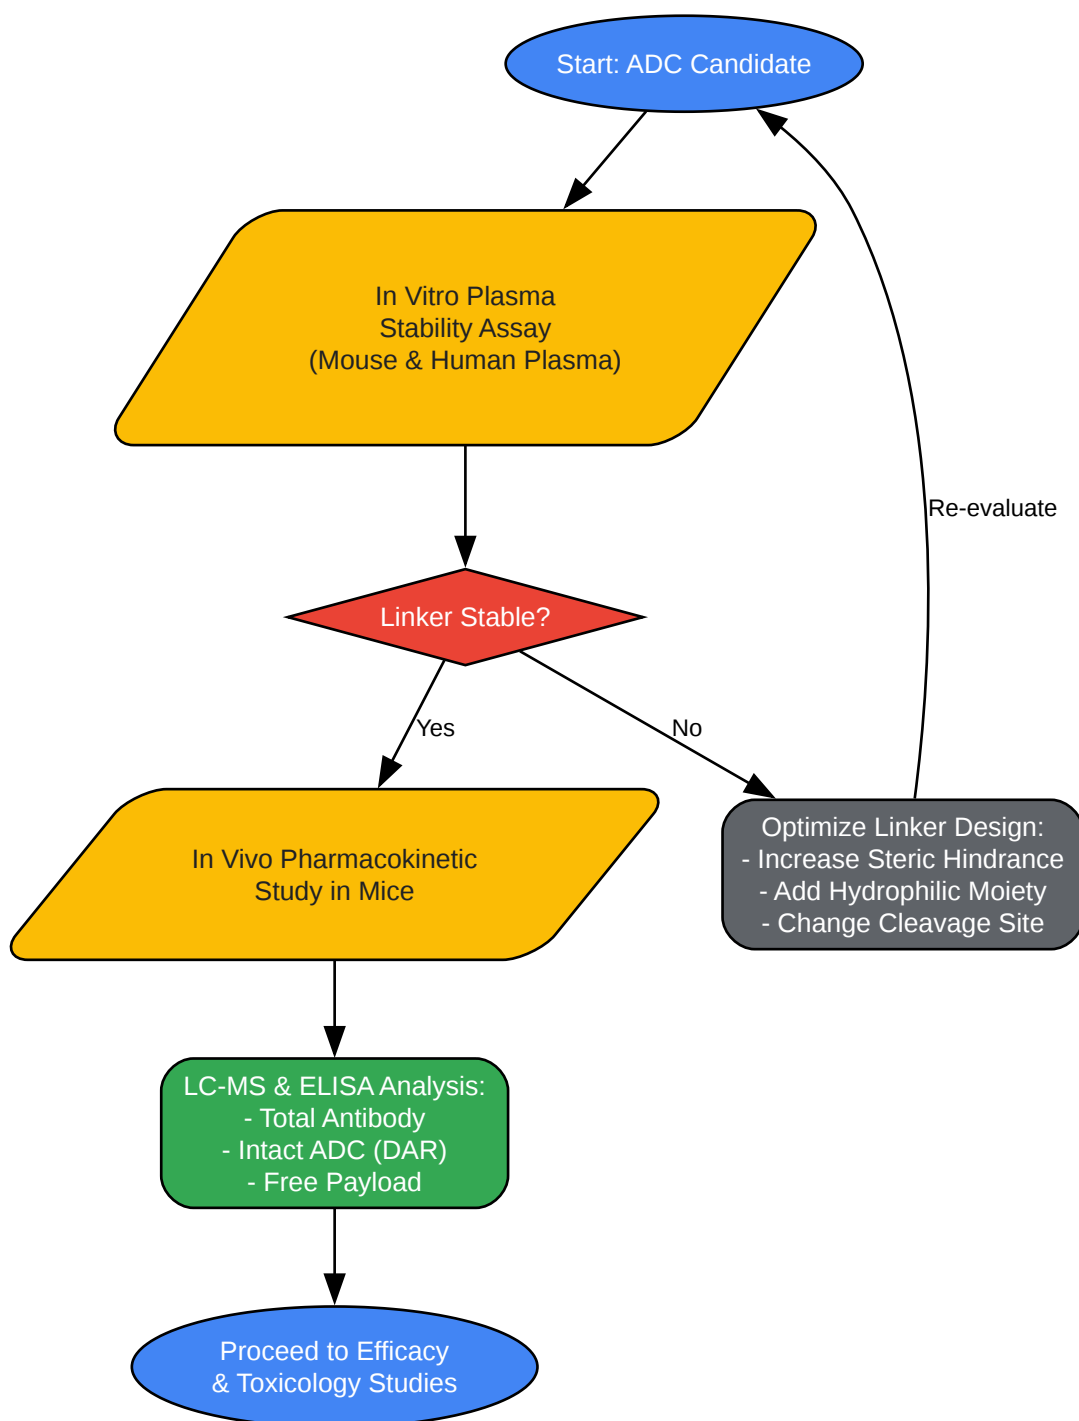 Start: ADC Candidate
In Vitro Plasma
Stability Assay
(Mouse & Human Plasma)
Re-evaluate
Linker Stable?
Yes
No
In Vivo Pharmacokinetic
Study in Mice
Optimize Linker Design:
- Increase Steric Hindrance
- Add Hydrophilic Moiety
- Change Cleavage Site
LC-MS & ELISA Analysis:
- Total Antibody
- Intact ADC (DAR)
- Free Payload
Proceed to Efficacy
& Toxicology Studies